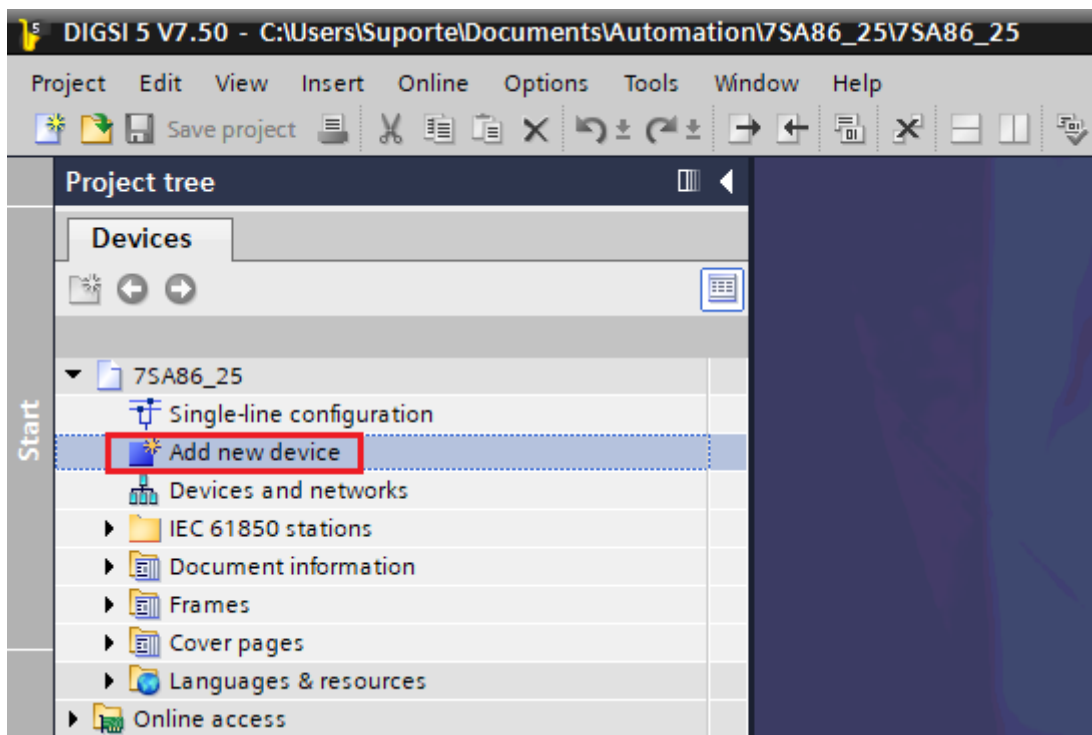 DIGSI 5 V7.50 - C:\Users\Suporte\Documents\Automation\7SA86_25\7SA86_25
Project Edit View Insert Online Options Tools Window Help
Save project
Project tree
Devices
Start
7SA86_25
Single-line configuration
Add new device
Devices and networks
IEC 61850 stations
Document information
Frames
Cover pages
Languages & resources
Online access